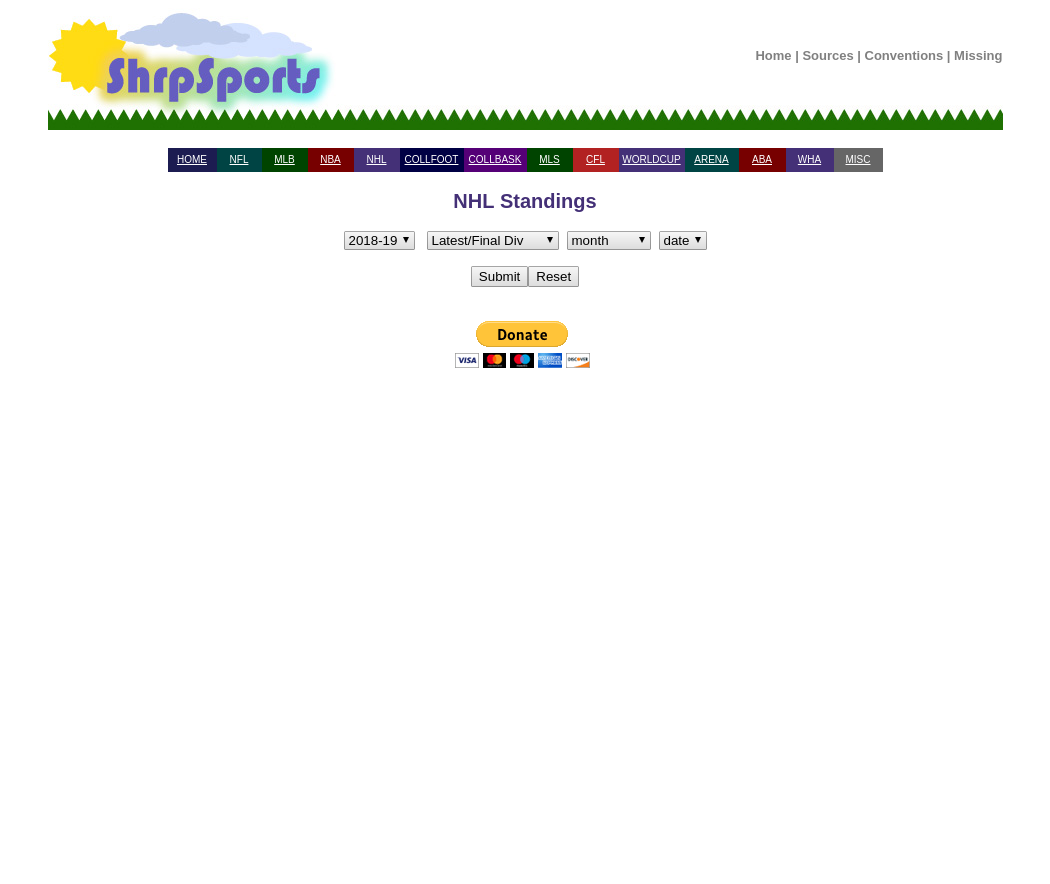 ShrpSports
Home | Sources | Conventions | Missing
HOME NFL MLB NBA NHL COLLFOOT COLLBASK MLS CFL WORLDCUP ARENA ABA WHA MISC
NHL Standings
2018-19 Latest/Final Div month date
Submit Reset
Donate
VISA DISCOVER